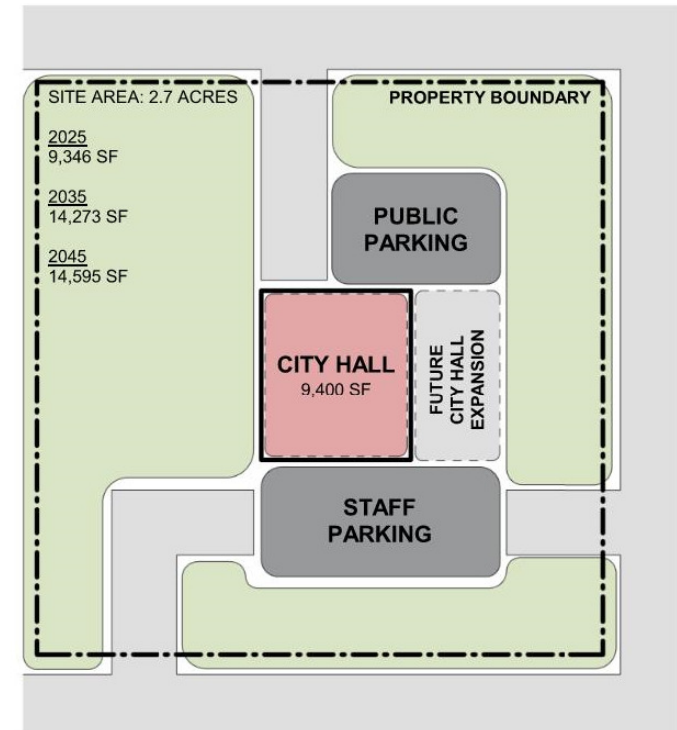 SITE AREA: 2.7 ACRES
PROPERTY BOUNDARY
2025
9,346 SF
2035
14,273 SF
2045
14,595 SF
PUBLIC
PARKING
CITY HALL
9,400 SF
FUTURE
CITY HALL
EXPANSION
STAFF
PARKING